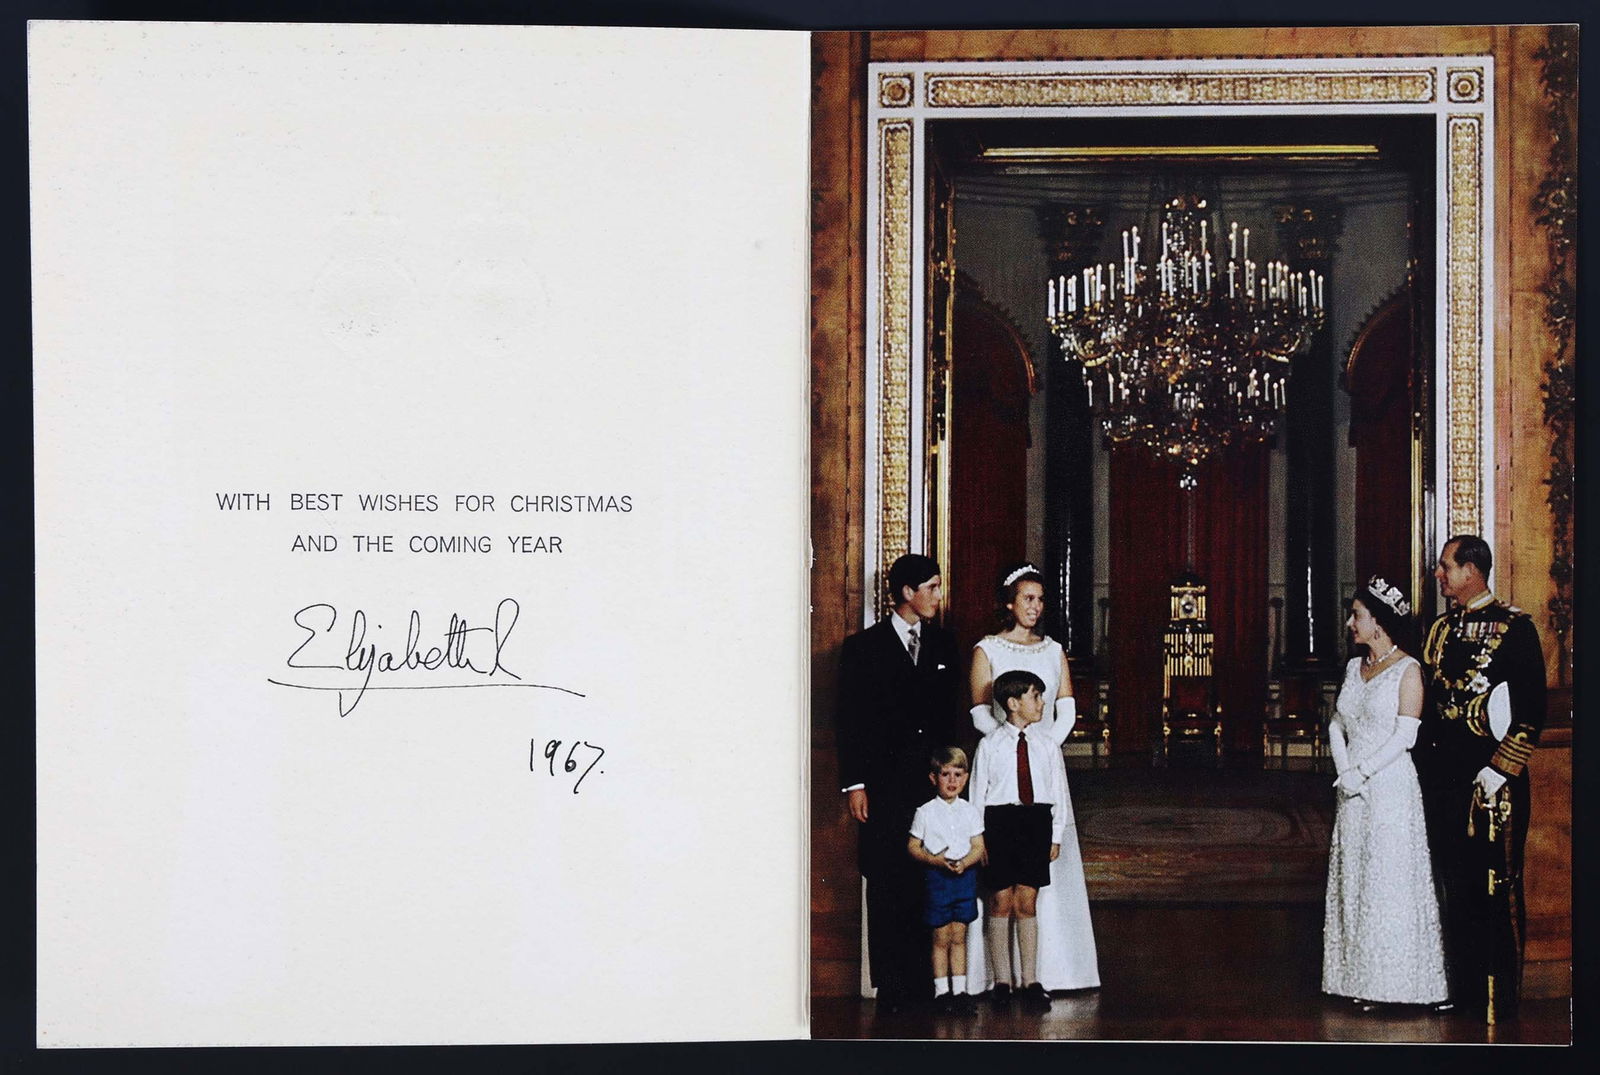 WITH BEST WISHES FOR CHRISTMAS
AND THE COMING YEAR
Elizabeth R
1967.